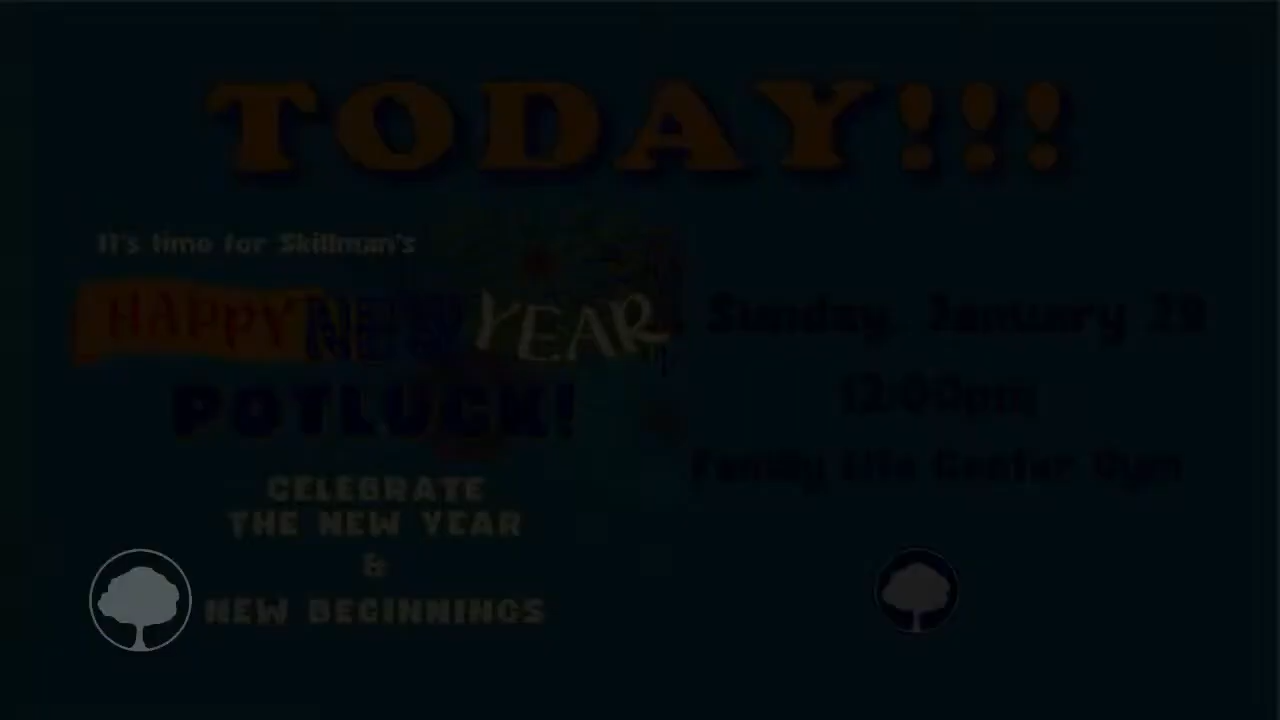 TODAY!!!
It's time for Skillman's
HAPPY NEW YEAR
POTLUCK!
CELEBRATE
THE NEW YEAR
&
NEW BEGINNINGS
Sunday, January 29
12:00pm
Family Life Center Gym